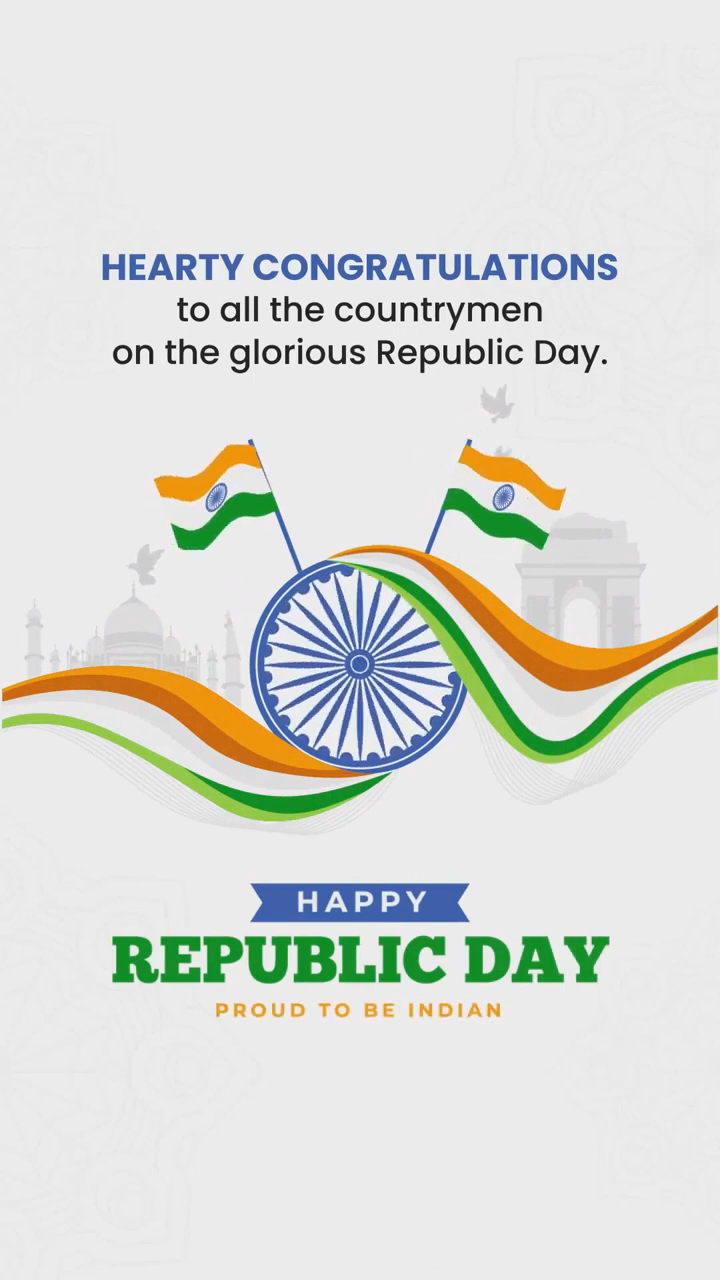 HEARTY CONGRATULATIONS
to all the countrymen
on the glorious Republic Day.
HAPPY
REPUBLIC DAY
PROUD TO BE INDIAN